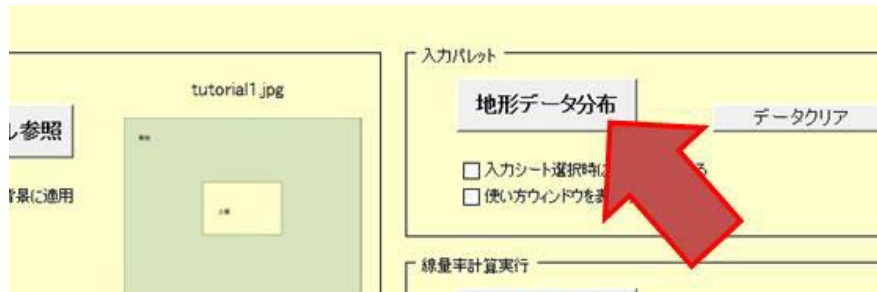 入力パレット
tutorial1.jpg
地形データ分布
データクリア
ル参照
入力シート選択時に
る
景に適用
使い方ウィンドウを表
線量率計算実行